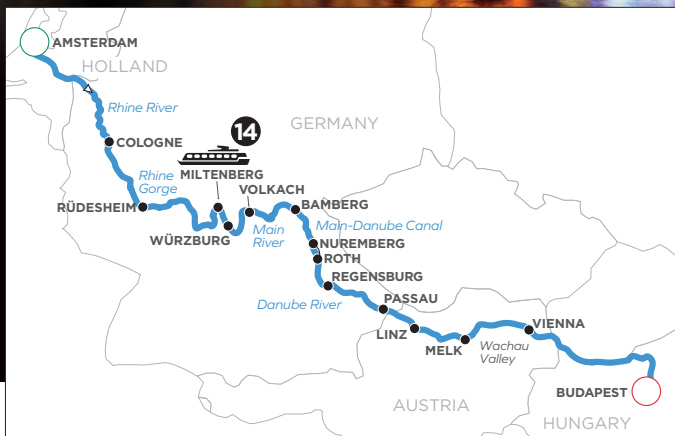 AMSTERDAM
HOLLAND
Rhine River
GERMANY
14
COLOGNE
Rhine
Gorge
MILTENBERG
VOLKACH
RÜDESHEIM
BAMBERG
WÜRZBURG
Main
River
Main-Danube Canal
NUREMBERG
ROTH
REGENSBURG
Danube River
PASSAU
LINZ
MELK
Wachau
Valley
VIENNA
BUDAPEST
AUSTRIA
HUNGARY